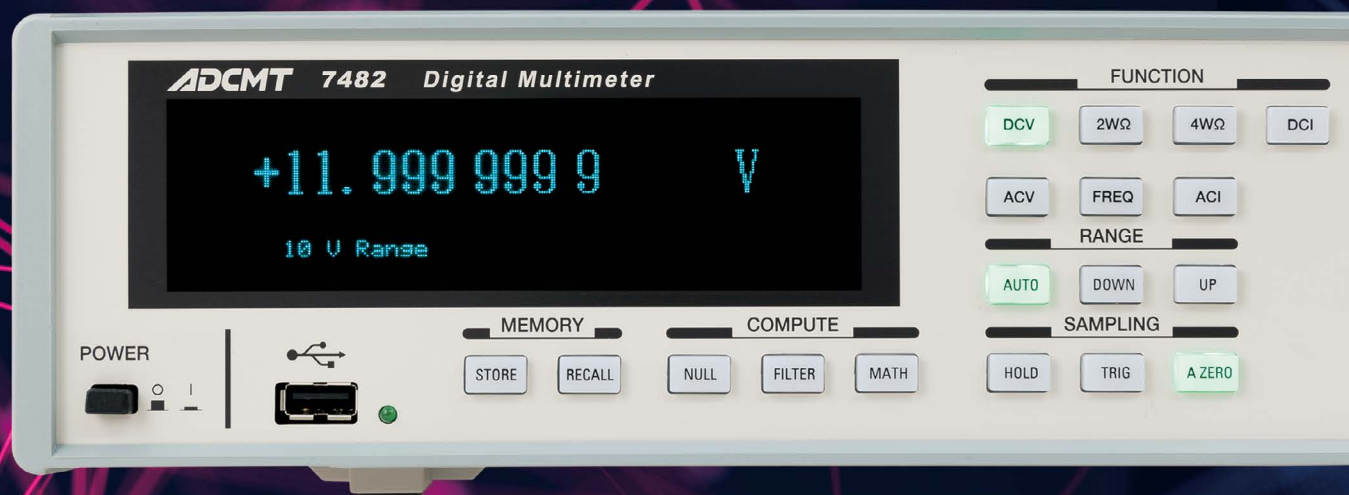 ADCMT 7482 Digital Multimeter
+11.999 999 9 V
10 V Range
POWER
MEMORY
STORE RECALL
COMPUTE
NULL FILTER MATH
FUNCTION
DCV 2WΩ 4WΩ DCI
ACV FREQ ACI
RANGE
AUTO DOWN UP
SAMPLING
HOLD TRIG A ZERO